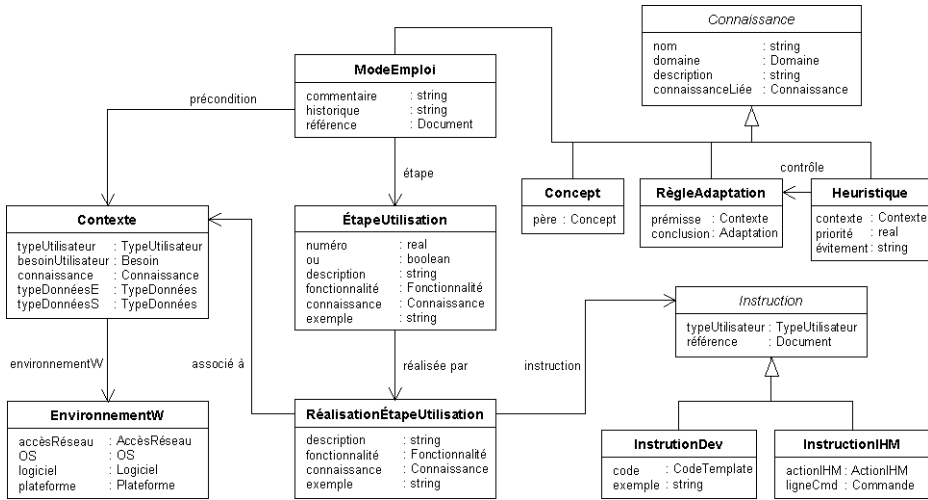 Connaissance
nom : string
domaine : Domaine
description : string
connaissanceLiée : Connaissance
ModeEmploi
commentaire : string
historique : string
référence : Document
précondition
étape
contrôle
Concept
père : Concept
RègleAdaptation
prémisse : Contexte
conclusion : Adaptation
Heuristique
contexte : Contexte
priorité : real
évitement : string
Contexte
typeUtilisateur : TypeUtilisateur
besoinUtilisateur : Besoin
connaissance : Connaissance
typeDonnéesE : TypeDonnées
typeDonnéesS : TypeDonnées
ÉtapeUtilisation
numéro : real
ou : boolean
description : string
fonctionnalité : Fonctionnalité
connaissance : Connaissance
exemple : string
Instruction
typeUtilisateur : TypeUtilisateur
référence : Document
environnementW
associé à
réalisée par
instruction
EnvironnementW
accèsRéseau : AccèsRéseau
OS : OS
logiciel : Logiciel
plateforme : Plateforme
RéalisationÉtapeUtilisation
description : string
fonctionnalité : Fonctionnalité
connaissance : Connaissance
exemple : string
InstrutionDev
code : CodeTemplate
exemple : string
InstructionIHM
actionIHM : ActionIHM
ligneCmd : Commande